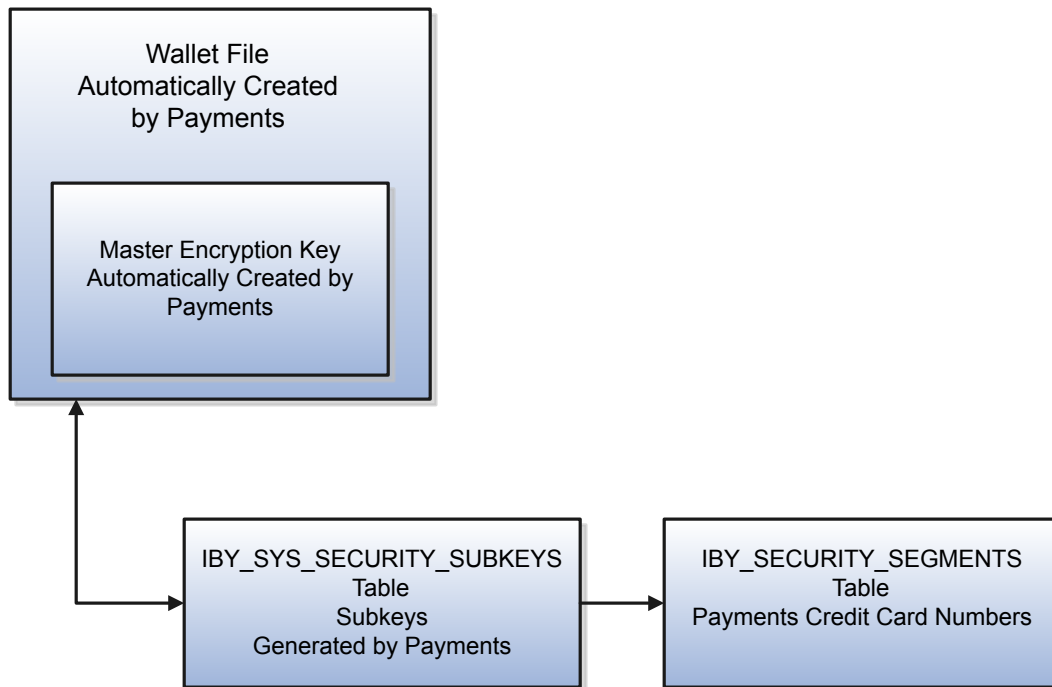 Wallet File
Automatically Created
by Payments
Master Encryption Key
Automatically Created by
Payments
IBY_SYS_SECURITY_SUBKEYS
Table
Subkeys
Generated by Payments
IBY_SECURITY_SEGMENTS
Table
Payments Credit Card Numbers